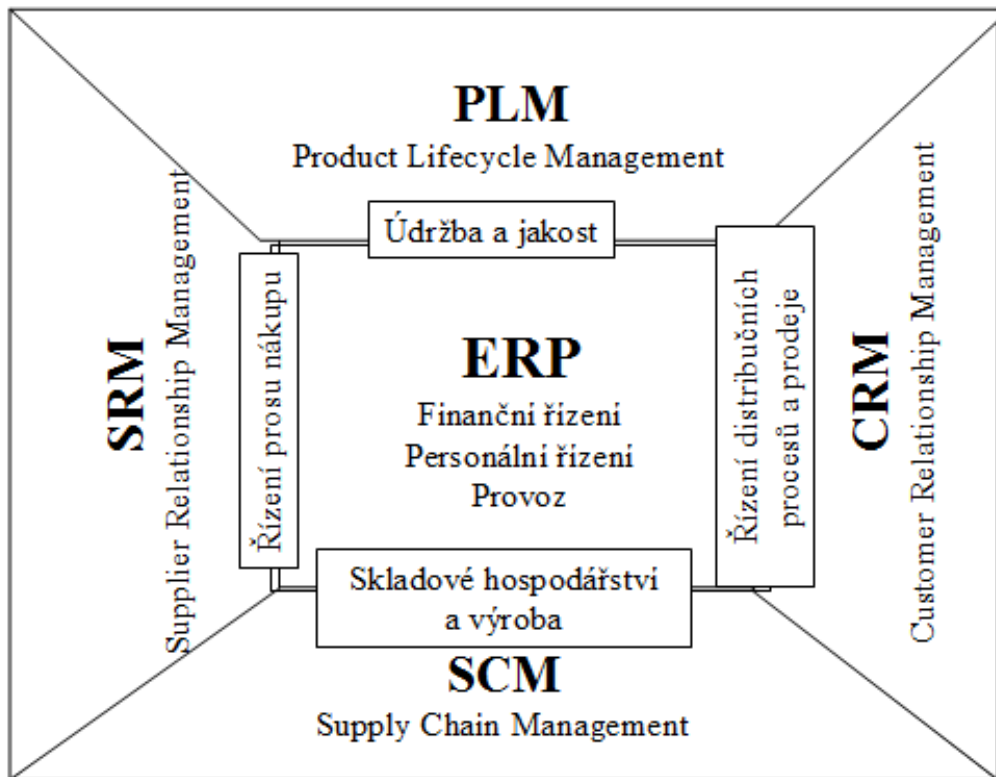 PLM
Product Lifecycle Management
Údržba a jakost
SRM
Supplier Relationship Management
Řízení prosu nákupu
ERP
Finanční řízení
Personální řízení
Provoz
Řízení distribučních
procesů a prodeje
CRM
Customer Relationship Management
Skladové hospodářství
a výroba
SCM
Supply Chain Management